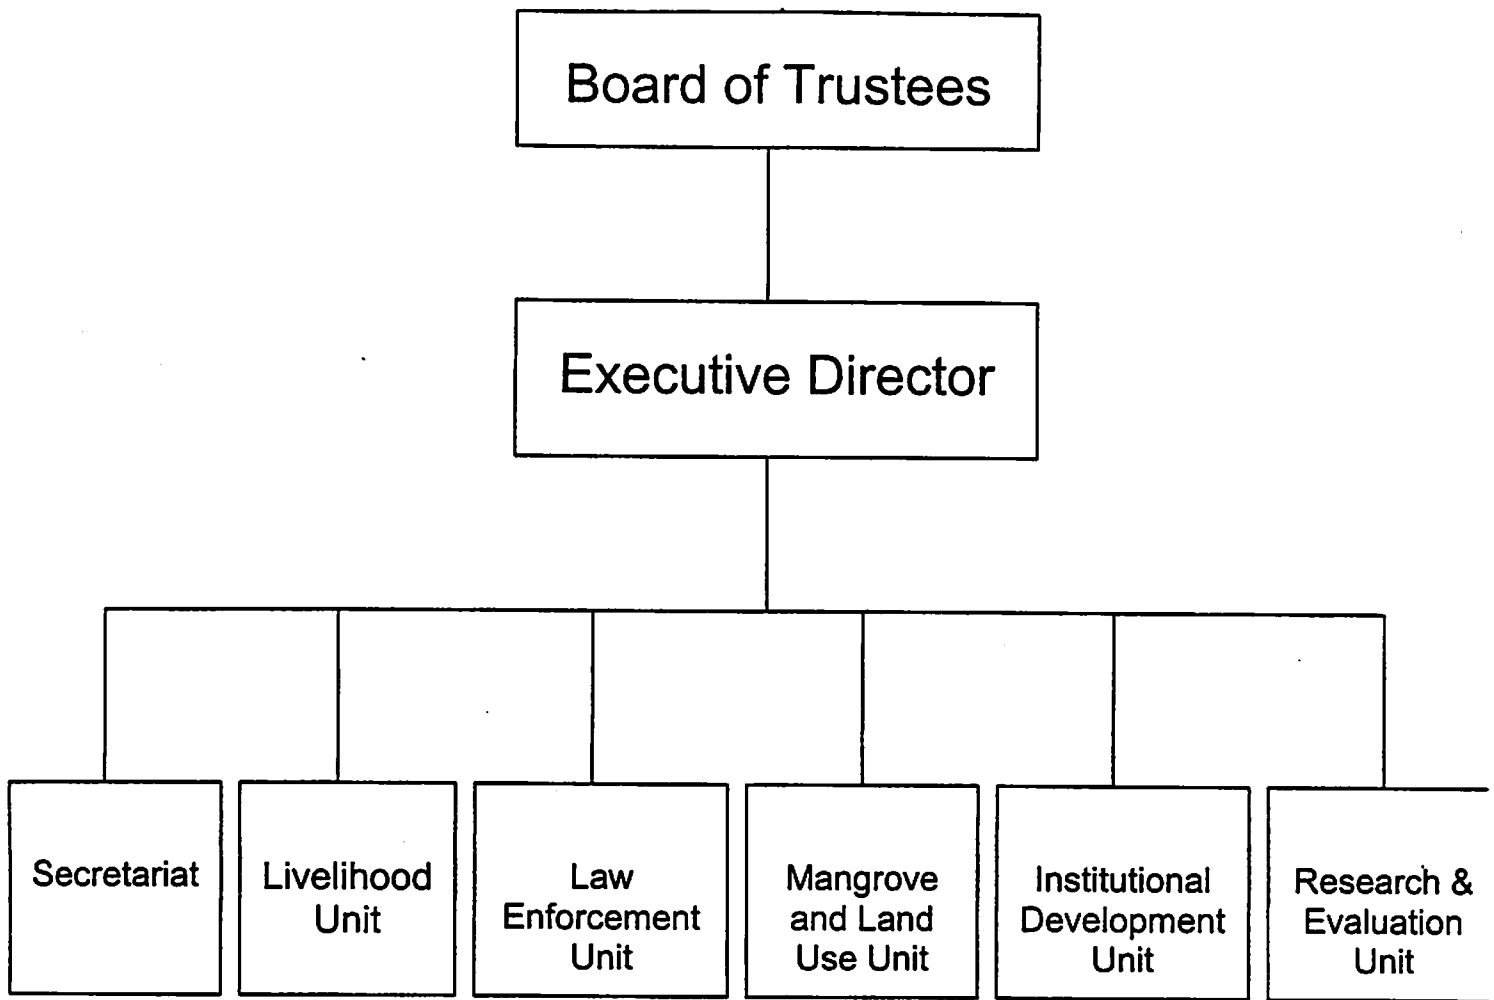 Board of Trustees
Executive Director
Secretariat
Livelihood
Unit
Law
Enforcement
Unit
Mangrove
and Land
Use Unit
Institutional
Development
Unit
Research &
Evaluation
Unit